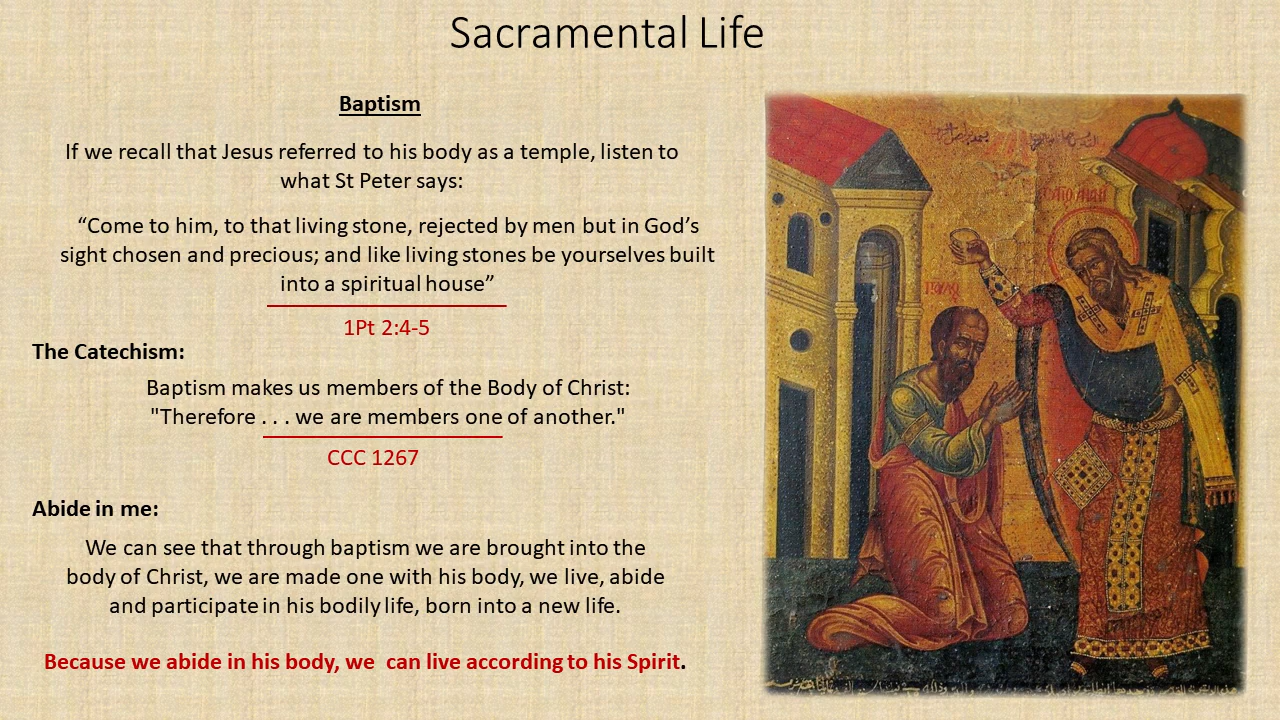 Sacramental Life
Baptism
If we recall that Jesus referred to his body as a temple, listen to
what St Peter says:
“Come to him, to that living stone, rejected by men but in God’s
sight chosen and precious; and like living stones be yourselves built
into a spiritual house”
1Pt 2:4-5
The Catechism:
Baptism makes us members of the Body of Christ:
"Therefore . . . we are members one of another."
CCC 1267
Abide in me:
We can see that through baptism we are brought into the
body of Christ, we are made one with his body, we live, abide
and participate in his bodily life, born into a new life.
Because we abide in his body, we  can live according to his Spirit.